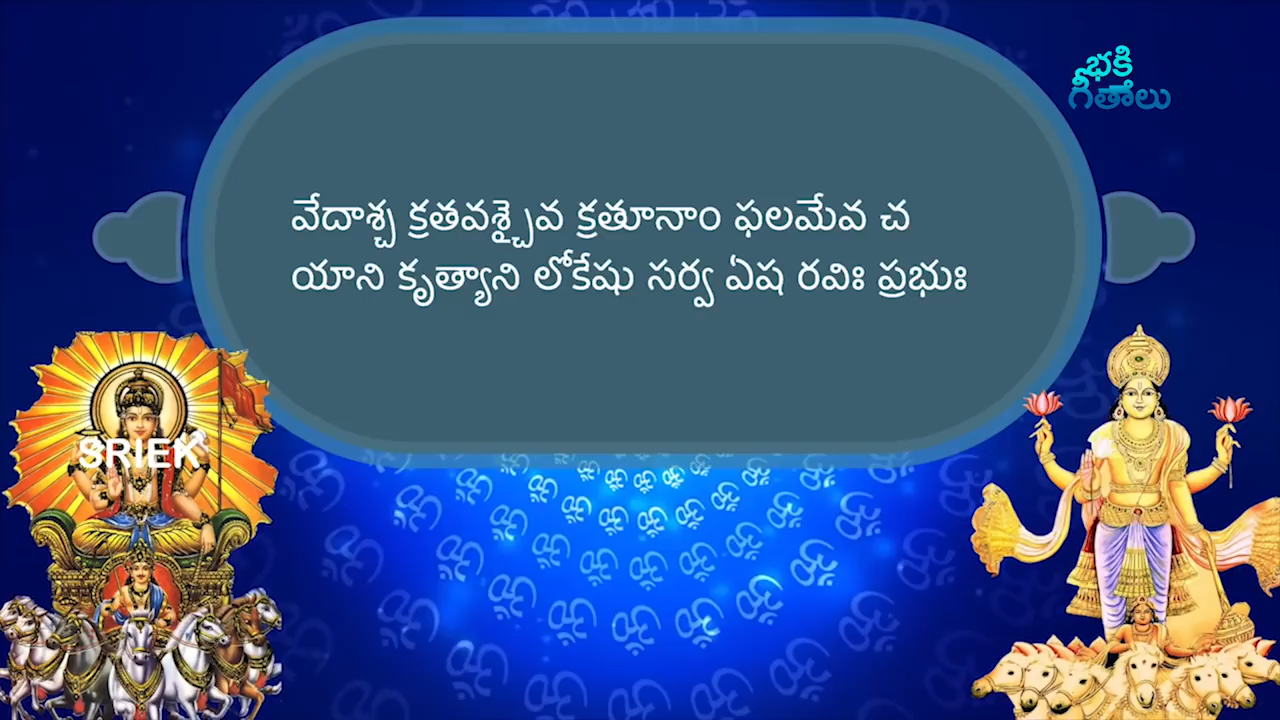 భక్తి
గీతాలు
వేదాశ్చ క్రతవశ్చైవ క్రతూనాం ఫలమేవ చ
యాని కృత్యాని లోకేషు సర్వ ఏష రవిః ప్రభుః
SRIEK